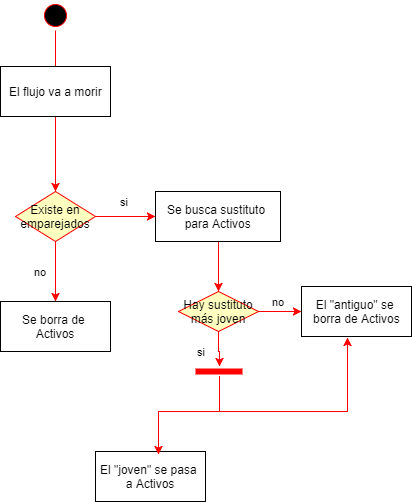 El flujo va a morir
Existe en
emparejados
si
Se busca sustituto
para Activos
no
Se borra de
Activos
Hay sustituto
más joven
no
El "antiguo" se
borra de Activos
si
El "joven" se pasa
a Activos